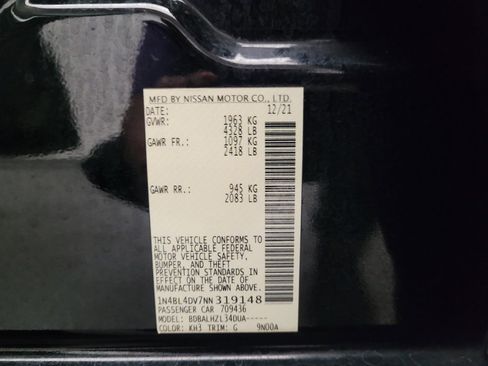 MFD BY NISSAN MOTOR CO., LTD.
DATE: 12/21
GVWR: 1963 KG
4328 LB
GAWR FR.: 1097 KG
2418 LB
GAWR RR.: 945 KG
2083 LB
THIS VEHICLE CONFORMS TO
ALL APPLICABLE FEDERAL
MOTOR VEHICLE SAFETY,
BUMPER, AND THEFT
PREVENTION STANDARDS IN
EFFECT ON THE DATE OF
MANUFACTURE SHOWN ABOVE.
1N4BL4DV7NN319148
PASSENGER CAR 709436
MODEL: BDBALHZL34DUA-----
COLOR: KH3 TRIM: G 9N00A